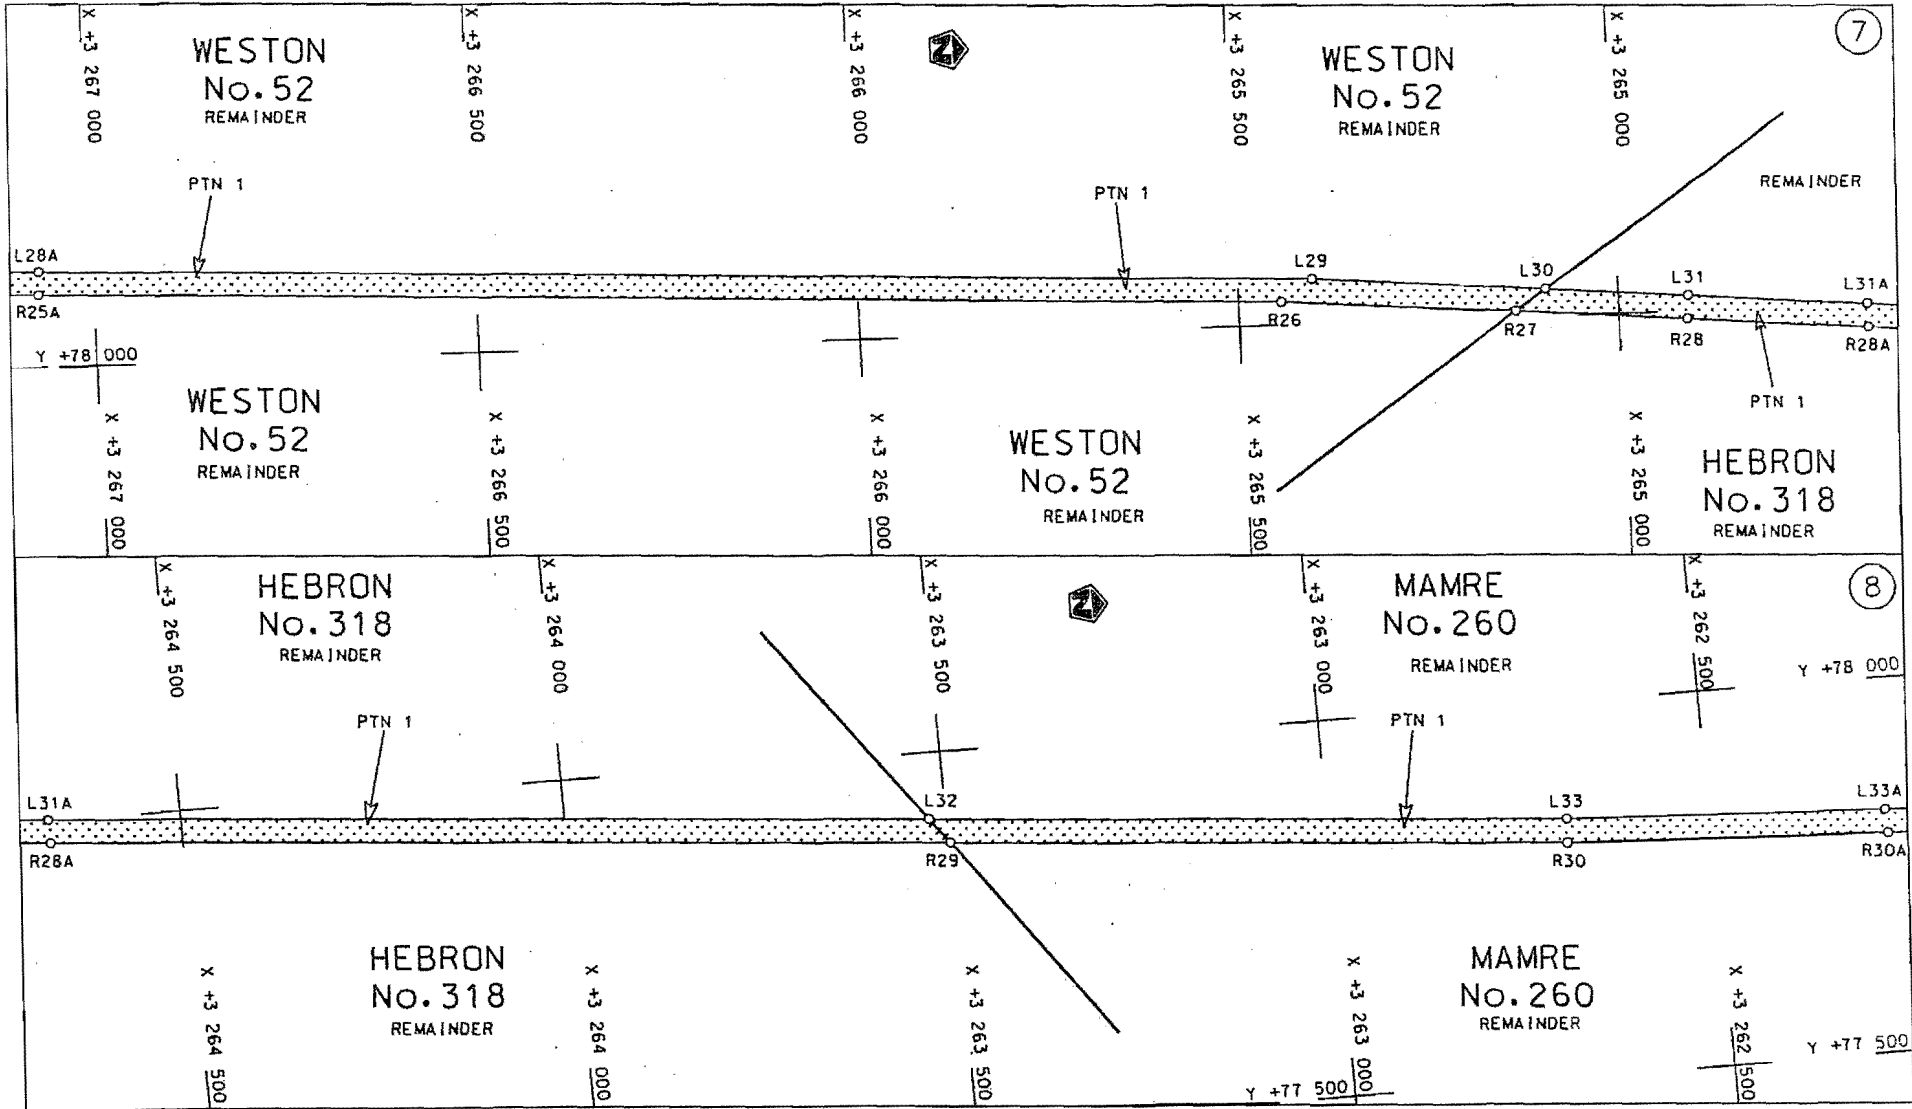 X +3 267 000
WESTON
No.52
REMAINDER
X +3 266 500
X +3 266 000
N
X +3 265 500
WESTON
No.52
REMAINDER
X +3 265 000
7
REMAINDER
PTN 1
PTN 1
L28A
L29
L30
L31
L31A
R25A
R26
R27
R28
R28A
Y +78 000
PTN 1
WESTON
No.52
REMAINDER
WESTON
No.52
REMAINDER
HEBRON
No.318
REMAINDER
X +3 267 000
X +3 266 500
X +3 266 000
X +3 265 500
X +3 265 000
X +3 264 500
HEBRON
No.318
REMAINDER
X +3 264 000
X +3 263 500
N
X +3 263 000
MAMRE
No.260
REMAINDER
X +3 262 500
8
Y +78 000
PTN 1
PTN 1
L31A
L32
L33
L33A
R28A
R29
R30
R30A
HEBRON
No.318
REMAINDER
MAMRE
No.260
REMAINDER
X +3 264 500
X +3 264 000
X +3 263 500
X +3 263 000
X +3 262 500
Y +77 500
Y +77 500